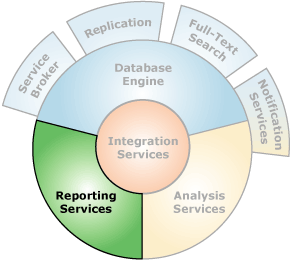 Replication
Full-Text
Search
Service
Broker
Database
Engine
Notification
Services
Integration
Services
Reporting
Services
Analysis
Services